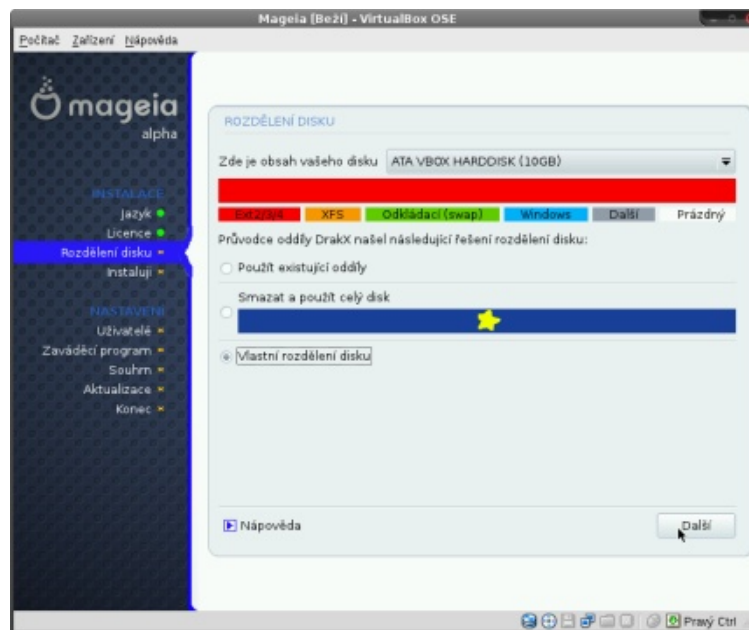 Mageia [Beží] - VirtualBox OSE
Počítač Zařízení Nápověda
mageia
alpha
INSTALACE
Jazyk
Licence
Rozdělení disku
Instaluji
NASTAVENÍ
Uživatelé
Zaváděcí program
Souhrn
Aktualizace
Konec
ROZDĚLENÍ DISKU
Zde je obsah vašeho disku ATA VBOX HARDDISK (10GB)
Ext2/3/4 XFS Odkládací (swap) Windows Další Prázdný
Průvodce oddíly DrakX našel následující řešení rozdělení disku:
Použít existující oddíly
Smazat a použít celý disk
Vlastní rozdělení disku
Nápověda
Další
Pravý Ctrl